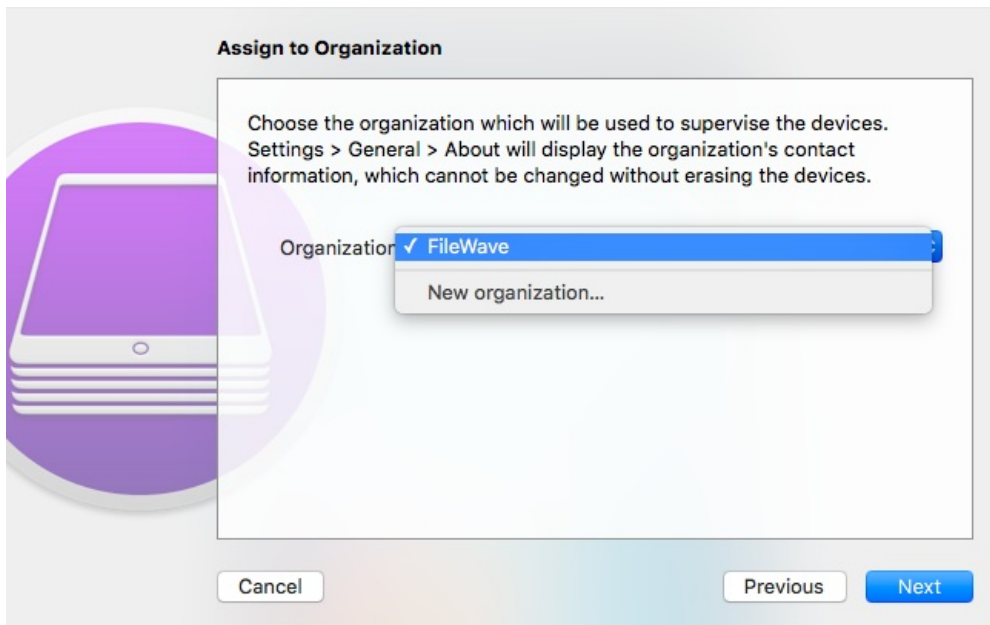 Assign to Organization
Choose the organization which will be used to supervise the devices.
Settings > General > About will display the organization's contact
information, which cannot be changed without erasing the devices.
Organization ✓ FileWave
New organization...
Cancel Previous Next